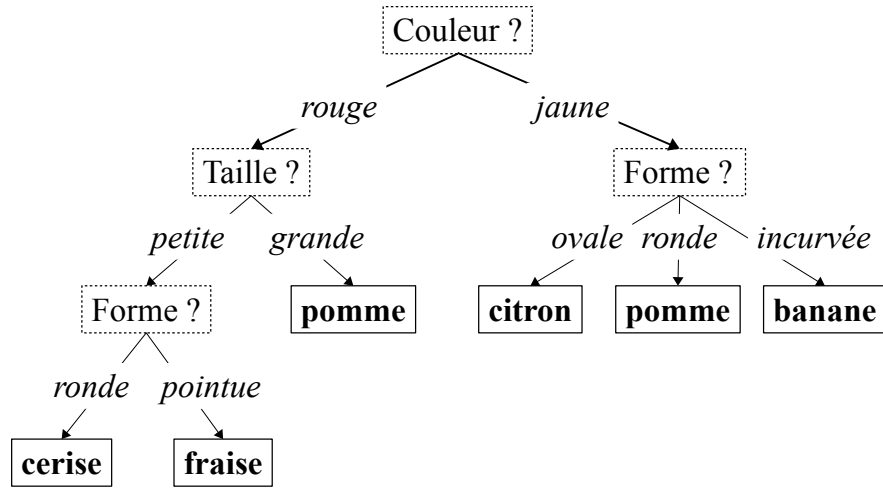 Couleur ?
rouge jaune
Taille ? Forme ?
petite grande ovale ronde incurvée
Forme ? pomme citron pomme banane
ronde pointue
cerise fraise